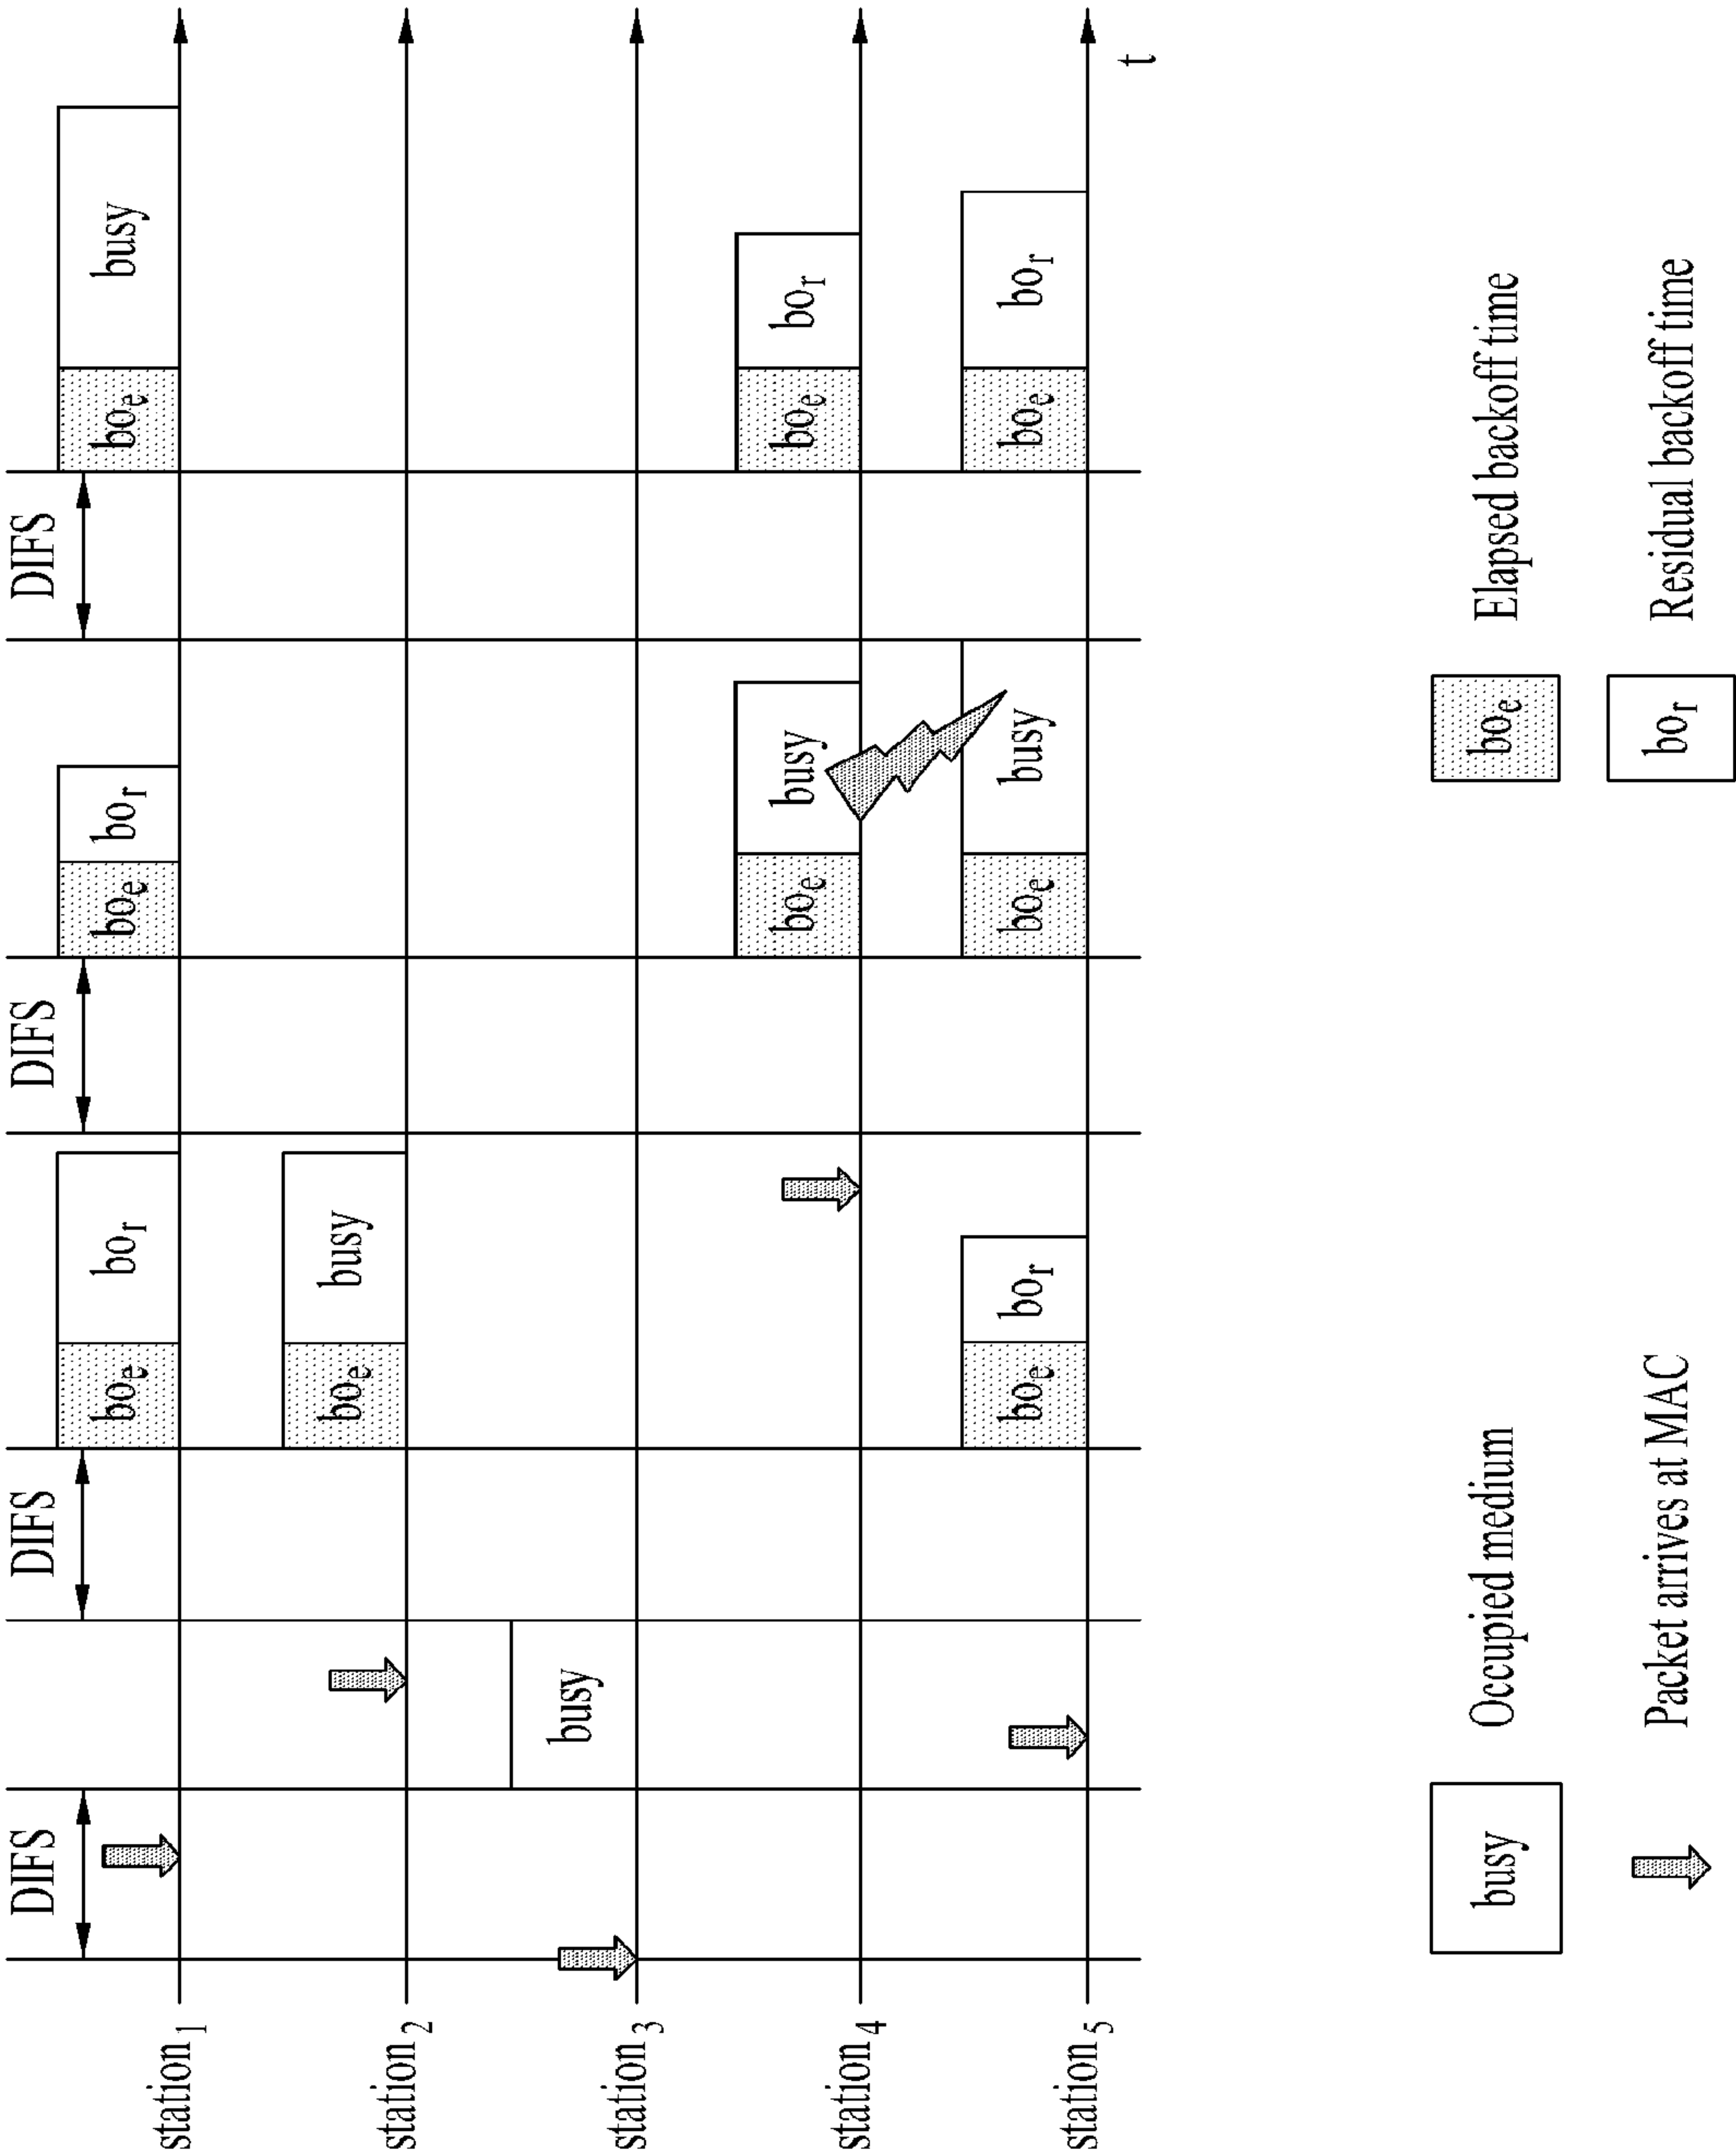 DIFS DIFS DIFS DIFS
station1 boe bor boe bor boe busy
station2 boe busy
station3 busy
station4 boe busy boe bor
station5 boe bor boe busy boe bor
t
busy Occupied medium boe Elapsed backoff time
Packet arrives at MAC bor Residual backoff time